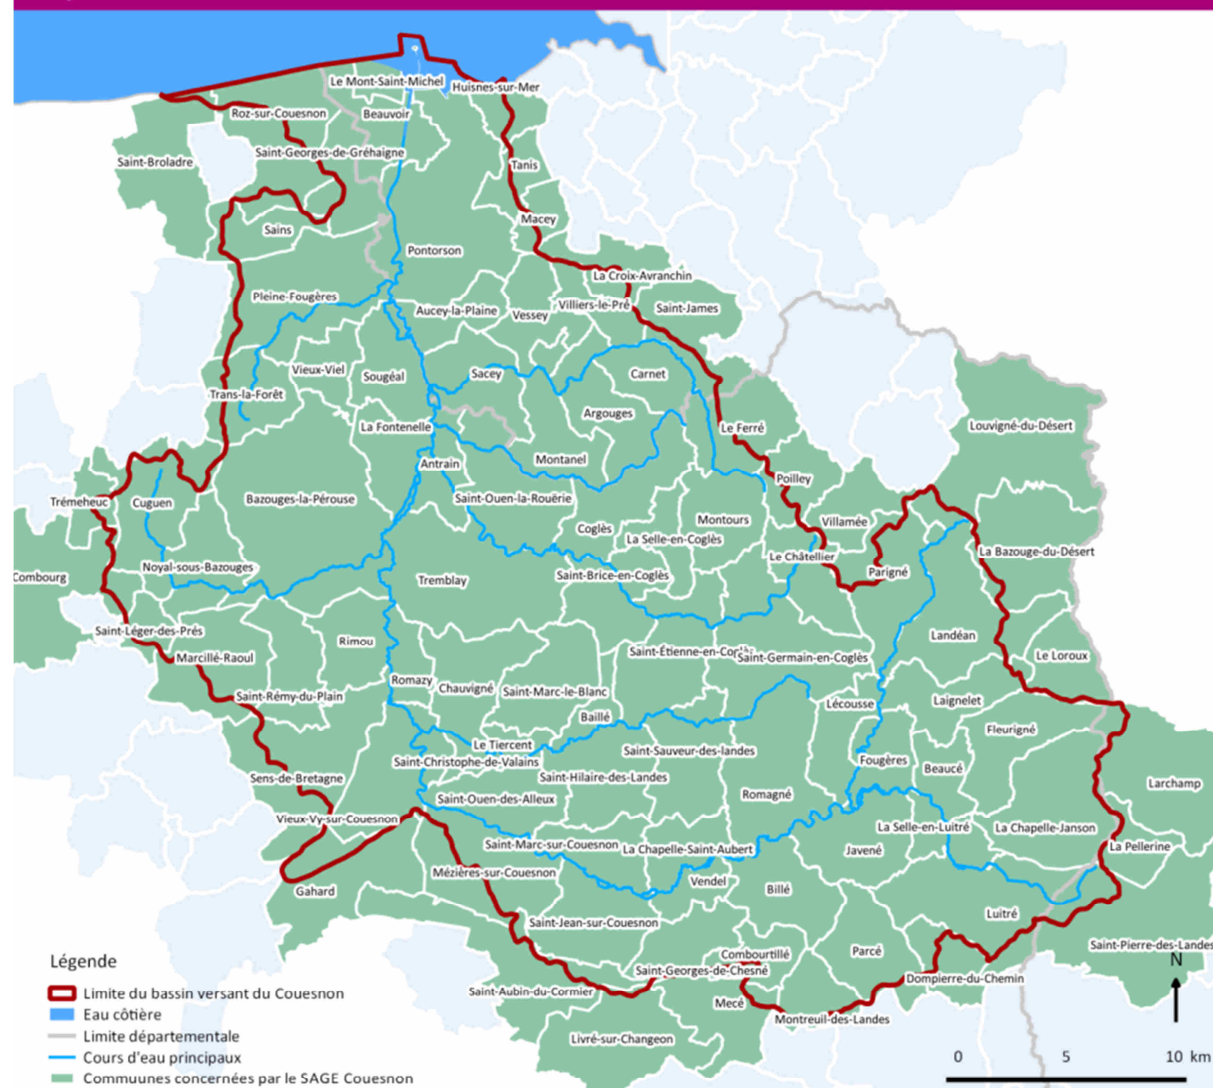 Le Mont-Saint-Michel
Huisnes-sur-Mer
Roz-sur-Couesnon
Beauvoir
Saint-Georges-de-Gréhaigne
Saint-Broladre
Tanis
Macey
Sains
Pontorson
La Croix-Avranchin
Pleine-Fougères
Aucey-la-Plaine
Vessey
Villiers-le-Pré
Saint-James
Vieux-Viel
Sougéal
Sacey
Carnet
Trans-la-Forêt
Argouges
La Fontenelle
Le Ferré
Louvigné-du-Désert
Antrain
Montanel
Poilley
Trémeheuc
Cuguen
Bazouges-la-Pérouse
Saint-Ouen-la-Rouërie
Coglès
Montours
Villamée
La Selle-en-Coglès
Le Châtellier
La Bazouge-du-Désert
Noyal-sous-Bazouges
Combourg
Tremblay
Saint-Brice-en-Coglès
Parigné
Saint-Léger-des-Prés
Rimou
Landéan
Marcillé-Raoul
Saint-Étienne-en-Coglès
Saint-Germain-en-Coglès
Le Loroux
Romazy
Chauvigné
Saint-Marc-le-Blanc
Saint-Rémy-du-Plain
Lécousse
Laignelet
Baillé
Fleurigné
Le Tiercent
Saint-Sauveur-des-landes
Saint-Christophe-de-Valains
Fougères
Beaucé
Sens-de-Bretagne
Saint-Hilaire-des-Landes
Larchamp
Saint-Ouen-des-Alleux
Romagné
Vieux-Vy-sur-Couesnon
La Selle-en-Luitré
La Chapelle-Janson
Saint-Marc-sur-Couesnon
La Chapelle-Saint-Aubert
Javené
La Pellerine
Mézières-sur-Couesnon
Vendel
Billé
Gahard
Saint-Jean-sur-Couesnon
Luitré
Combourtillé
Parcé
Saint-Pierre-des-Landes
Saint-Georges-de-Chesné
Dompierre-du-Chemin
Saint-Aubin-du-Cormier
Mecé
Montreuil-des-Landes
Livré-sur-Changeon
N
Légende
Limite du bassin versant du Couesnon
Eau côtière
Limite départementale
Cours d'eau principaux
Commuunes concernées par le SAGE Couesnon
0 5 10 km